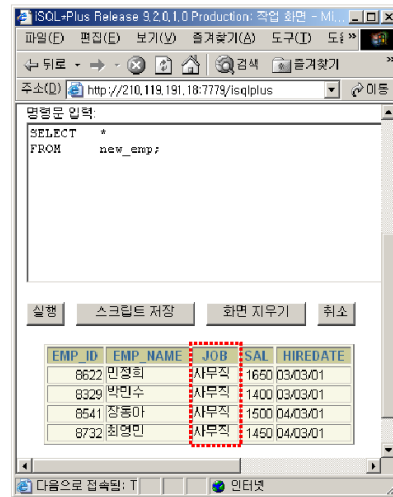 iSQL*Plus Release 9.2.0.1.0 Production: 작업 화면 - Mi...
파일(F) 편집(E) 보기(V) 즐겨찾기(A) 도구(T) 도움 »
뒤로 검색 즐겨찾기 »
주소(D) http://210.119.191.18:7779/isqlplus 이동
명령문 입력:
SELECT *
FROM new_emp;
실행 스크립트 저장 화면 지우기 취소
EMP_ID EMP_NAME JOB SAL HIREDATE
8622 민정희 사무직 1650 03/03/01
8329 박민수 사무직 1400 03/03/01
8541 장동아 사무직 1500 04/03/01
8732 최영민 사무직 1450 04/03/01
다음으로 접속됨: T 인터넷